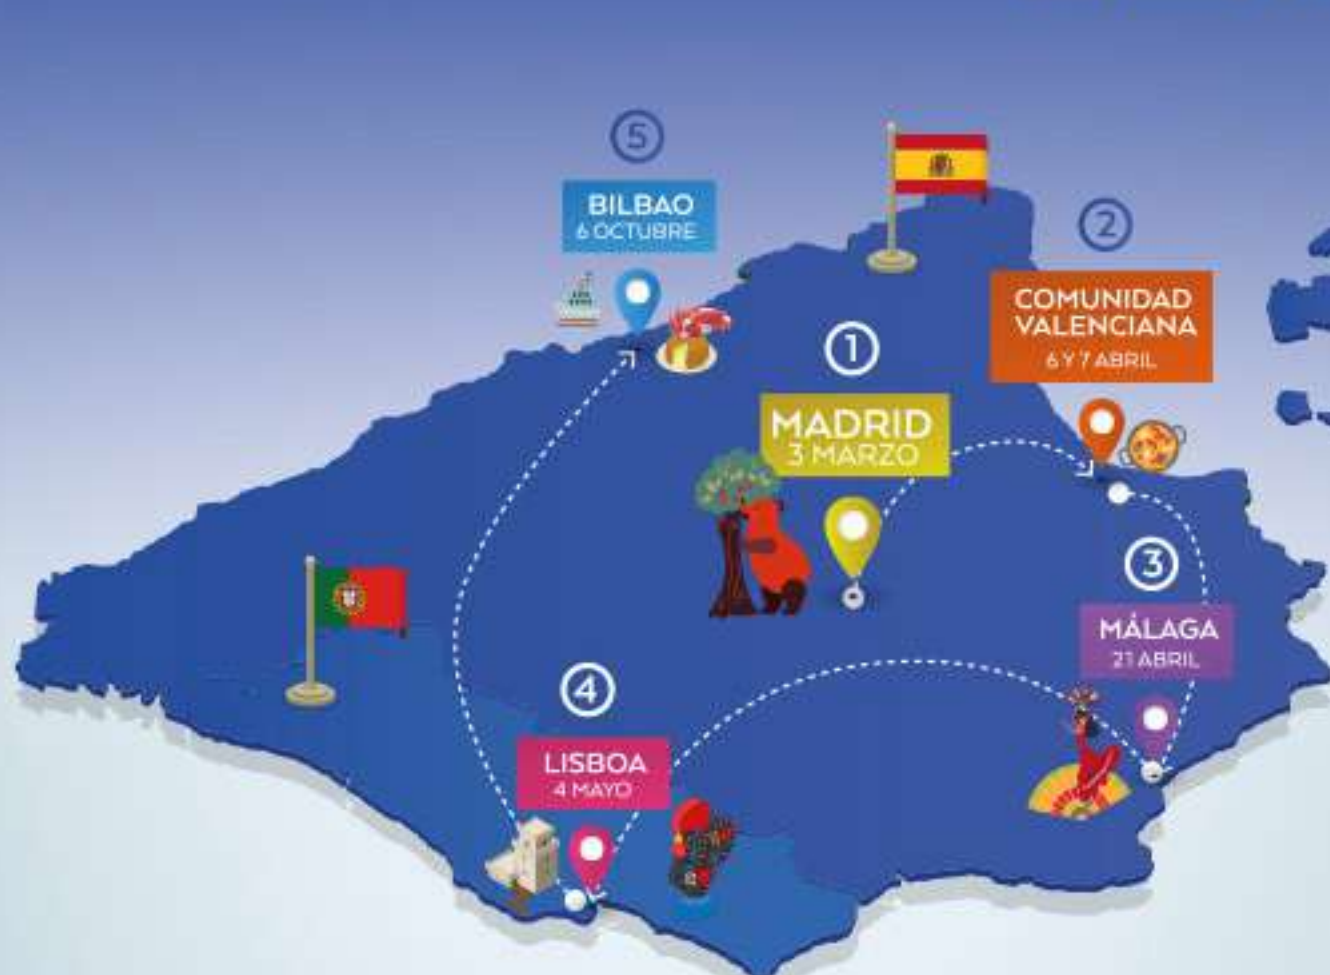 5
BILBAO
6 OCTUBRE
2
COMUNIDAD
VALENCIANA
6 Y 7 ABRIL
1
MADRID
3 MARZO
3
MÁLAGA
21 ABRIL
4
LISBOA
4 MAYO